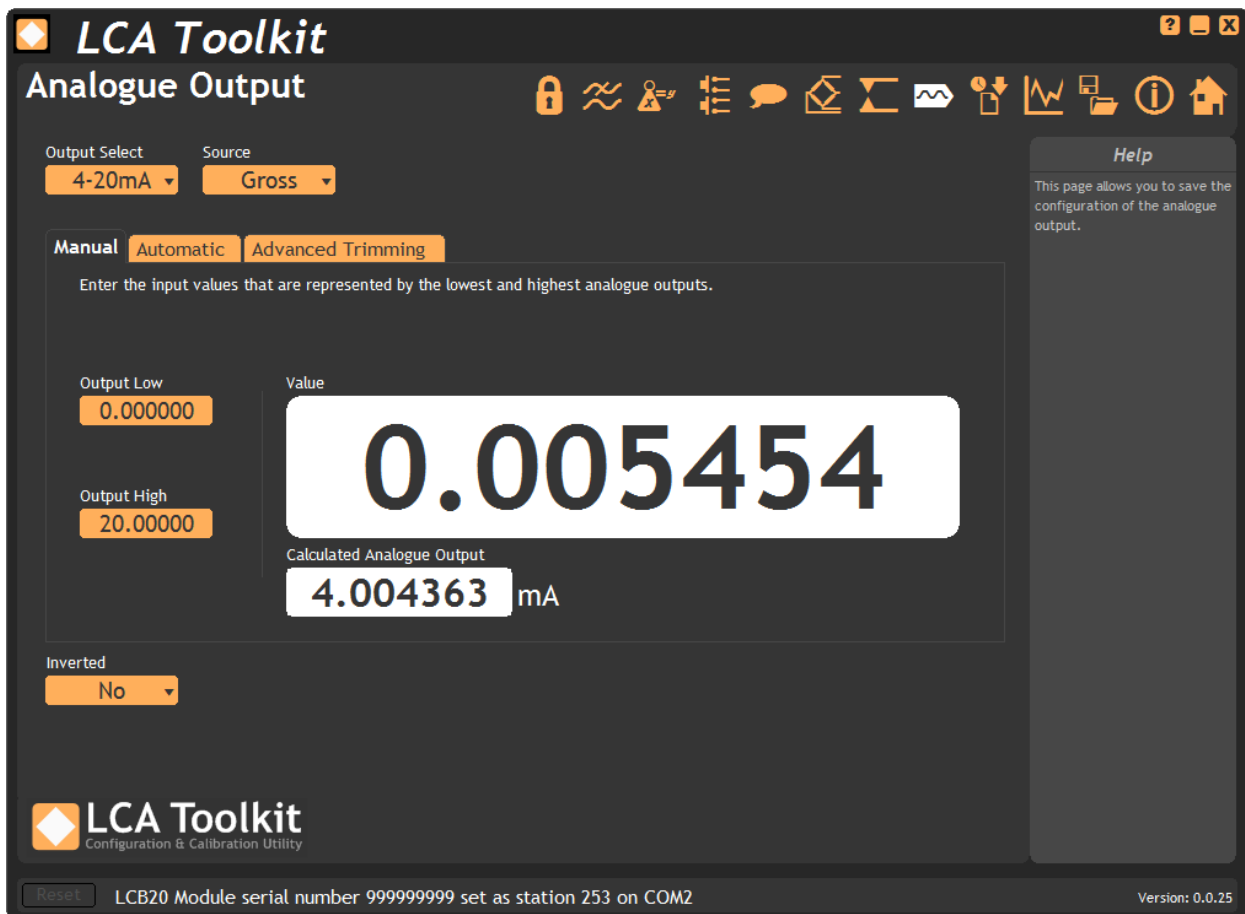 LCA Toolkit
?
Analogue Output
x =y
i
Output Select Source
4-20mA Gross
Help
This page allows you to save the
configuration of the analogue
output.
Manual Automatic Advanced Trimming
Enter the input values that are represented by the lowest and highest analogue outputs.
Output Low
0.000000
Output High
20.00000
Value
0.005454
Calculated Analogue Output
4.004363 mA
Inverted
No
LCA Toolkit
Configuration & Calibration Utility
Reset LCB20 Module serial number 999999999 set as station 253 on COM2 Version: 0.0.25